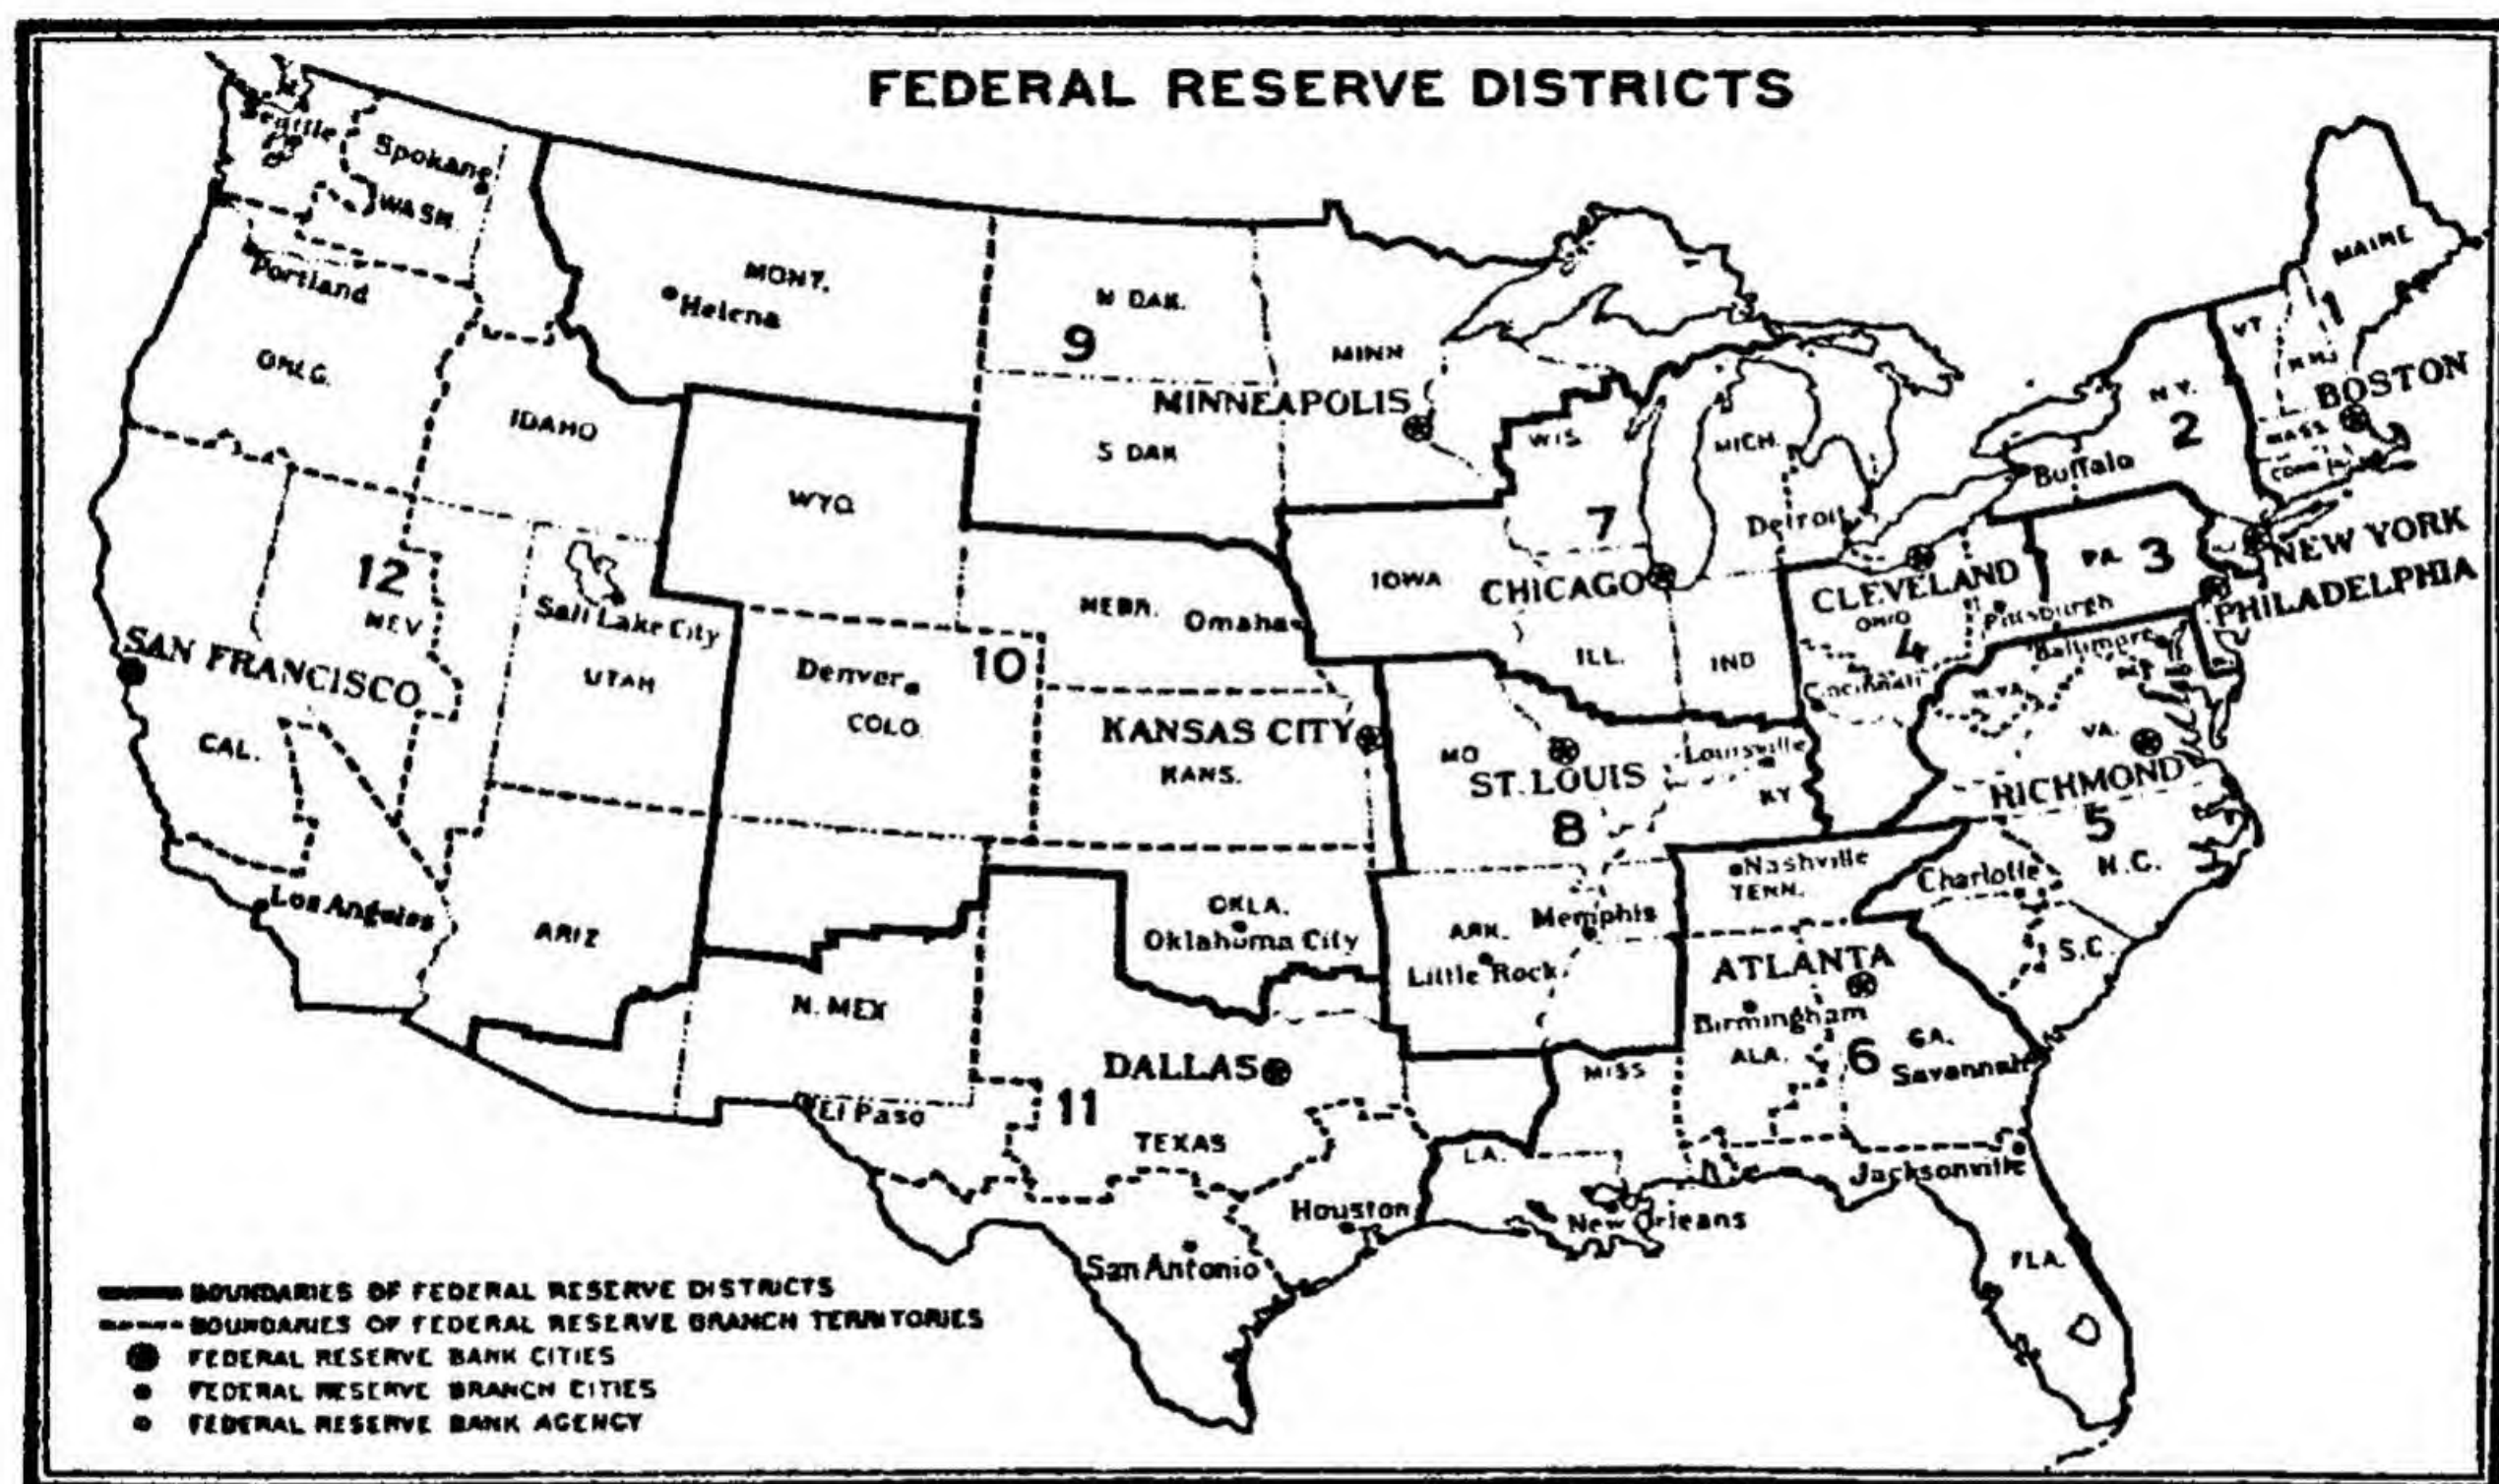 FEDERAL RESERVE DISTRICTS
Seattle
Spokane
WASH.
Portland
OREG.
MONT.
Helena
N DAK.
9
MINN
MINNEAPOLIS
S DAK
IDAHO
WYO.
WIS.
MICH.
7
Detroit
IOWA
CHICAGO
ILL.
IND
MAINE
1
VT
N.H.
BOSTON
MASS
CONN
N.Y.
2
Buffalo
NEW YORK
PA.
3
PHILADELPHIA
CLEVELAND
OHIO
4
Pittsburgh
Cincinnati
Baltimore
W.VA.
VA.
RICHMOND
5
N.C.
Charlotte
S.C.
12
NEV
SAN FRANCISCO
CAL.
Los Angeles
Salt Lake City
UTAH
ARIZ
Denver
COLO.
10
NEBR.
Omaha
KANSAS CITY
KANS.
OKLA.
Oklahoma City
MO
ST. LOUIS
8
Louisville
KY
ARK.
Memphis
Little Rock
Nashville
TENN.
ATLANTA
Birmingham
ALA.
6
GA.
Savannah
Jacksonville
FLA.
MISS
LA.
New Orleans
N. MEX
El Paso
DALLAS
11
TEXAS
Houston
San Antonio
BOUNDARIES OF FEDERAL RESERVE DISTRICTS
BOUNDARIES OF FEDERAL RESERVE BRANCH TERRITORIES
FEDERAL RESERVE BANK CITIES
FEDERAL RESERVE BRANCH CITIES
FEDERAL RESERVE BANK AGENCY